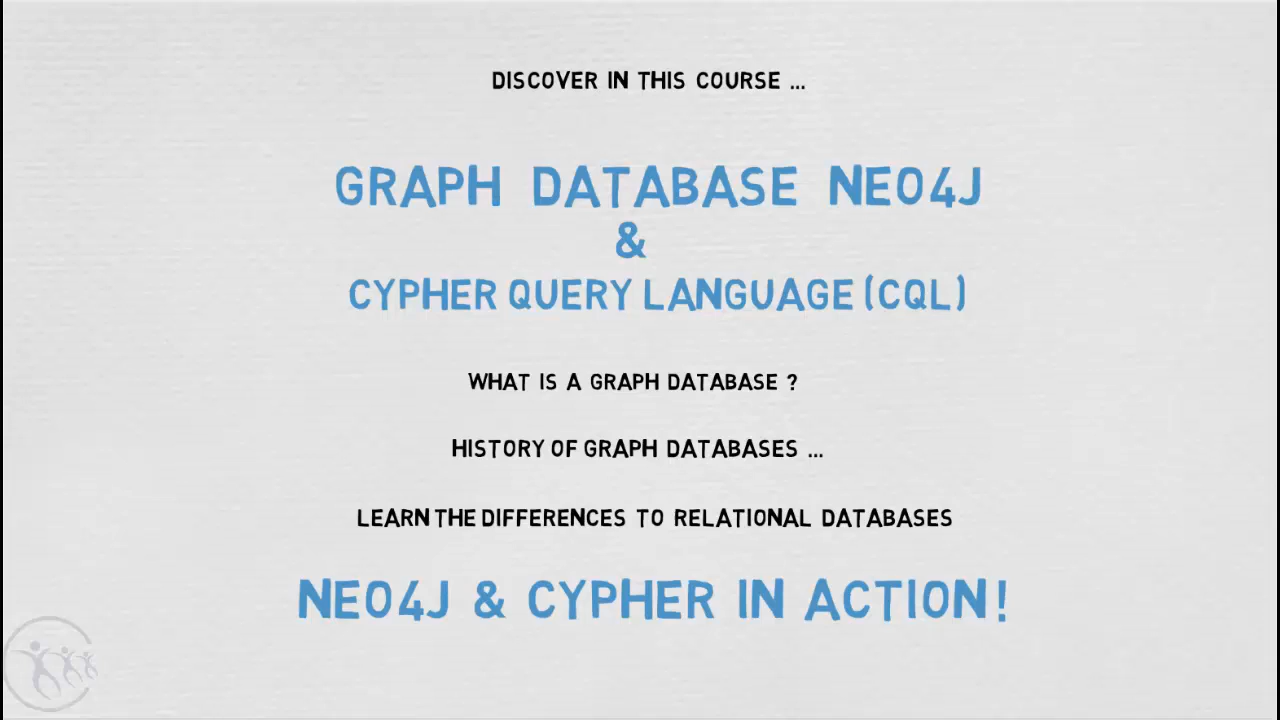 DISCOVER IN THIS COURSE ...
GRAPH DATABASE NEO4J
&
CYPHER QUERY LANGUAGE (CQL)
WHAT IS A GRAPH DATABASE ?
HISTORY OF GRAPH DATABASES ...
LEARN THE DIFFERENCES TO RELATIONAL DATABASES
NEO4J & CYPHER IN ACTION!